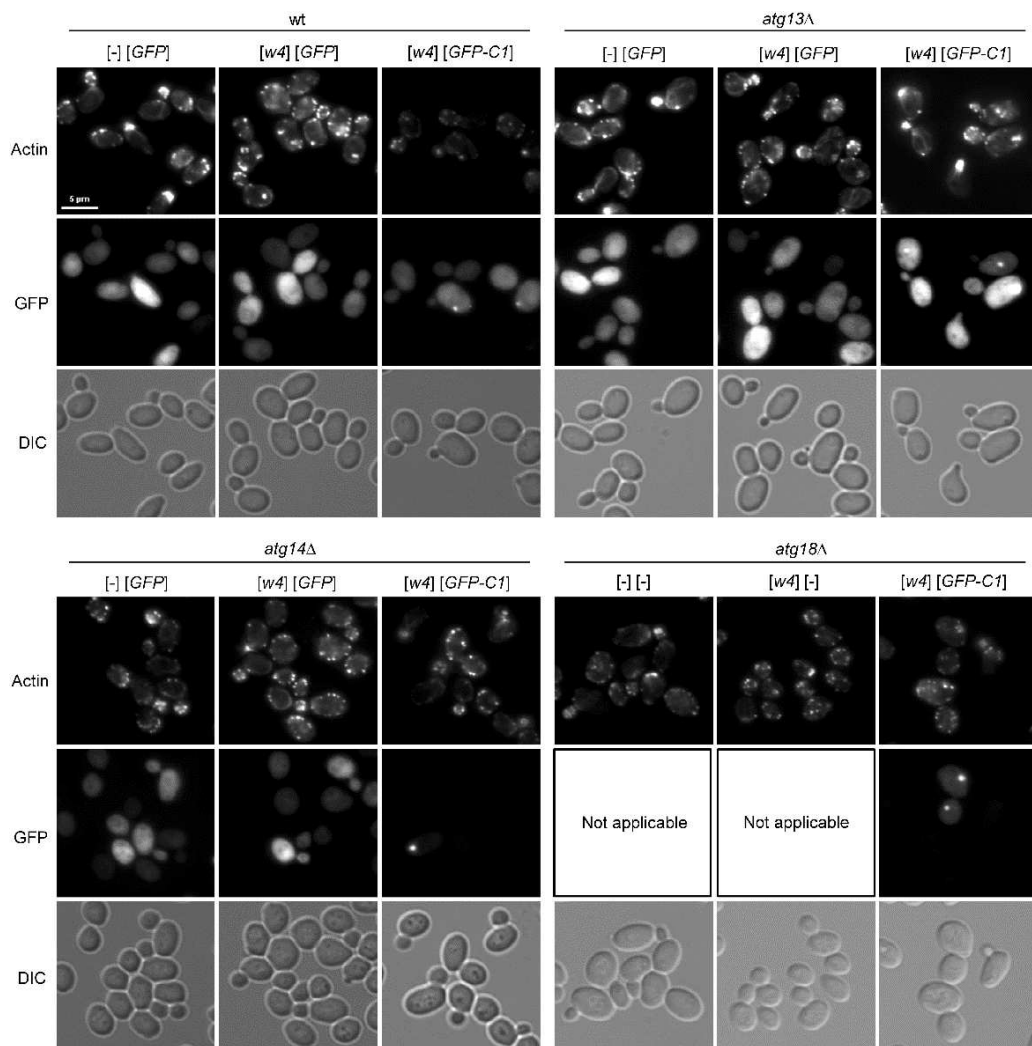 wt
atg13Δ
[-] [GFP]
[w4] [GFP]
[w4] [GFP-C1]
[-] [GFP]
[w4] [GFP]
[w4] [GFP-C1]
Actin
5 µm
GFP
DIC
atg14Δ
atg18Δ
[-] [GFP]
[w4] [GFP]
[w4] [GFP-C1]
[-] [-]
[w4] [-]
[w4] [GFP-C1]
Actin
GFP
Not applicable
Not applicable
DIC